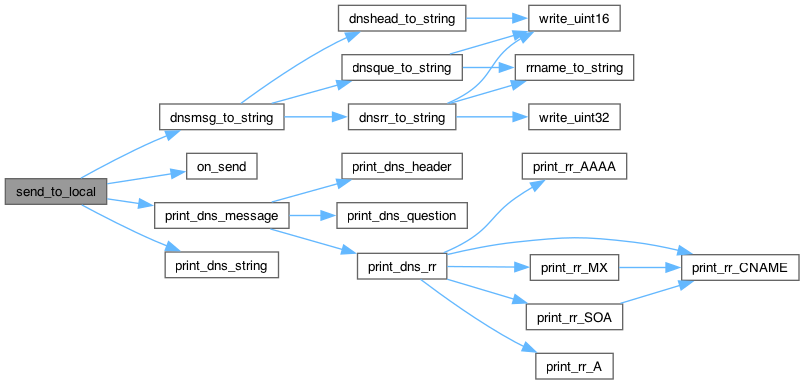 send_to_local
dnsmsg_to_string
on_send
print_dns_message
print_dns_string
dnshead_to_string
dnsque_to_string
dnsrr_to_string
print_dns_header
print_dns_question
print_dns_rr
write_uint16
rrname_to_string
write_uint32
print_rr_AAAA
print_rr_MX
print_rr_SOA
print_rr_A
print_rr_CNAME